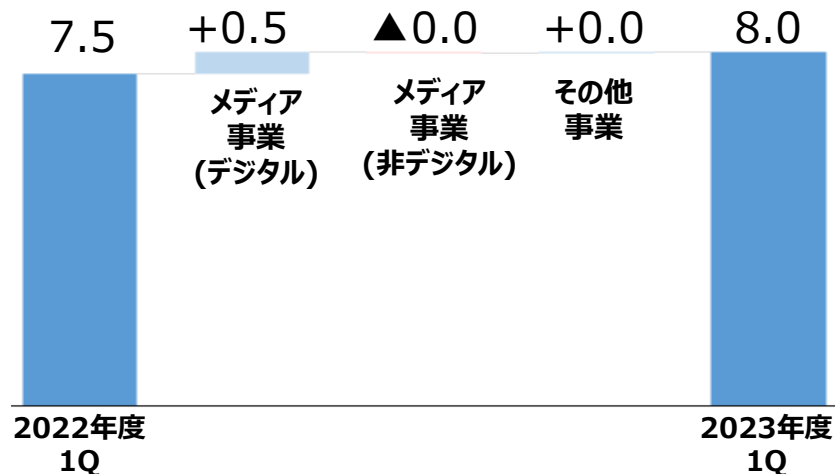 7.5
+0.5
▲0.0
+0.0
8.0
メディア
事業
(デジタル)
メディア
事業
(非デジタル)
その他
事業
2022年度
1Q
2023年度
1Q